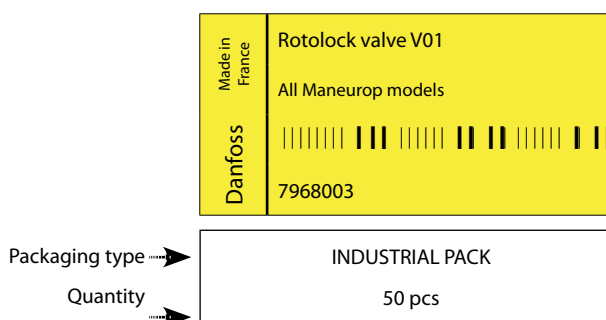 Made in
France
Danfoss
Rotolock valve V01
All Maneurop models
7968003
Packaging type
INDUSTRIAL PACK
Quantity
50 pcs